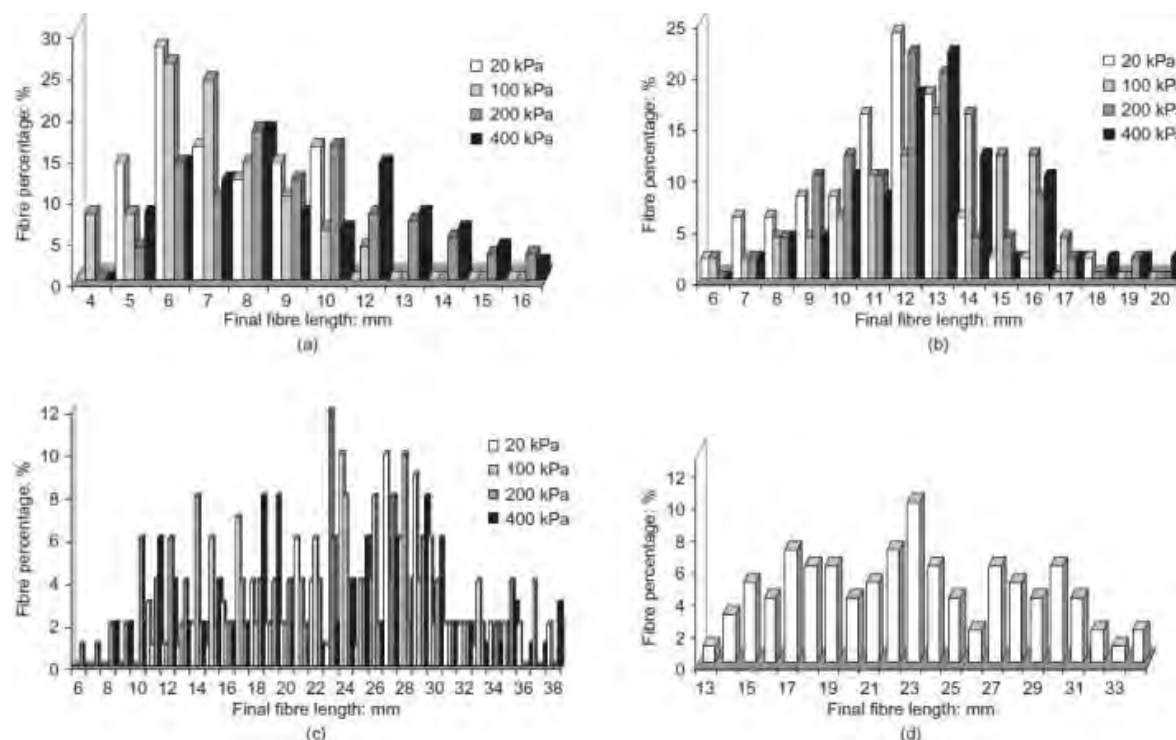 30
25
20
15
10
5
0
Fibre percentage: %
20 kPa
100 kPa
200 kPa
400 kPa
4 5 6 7 8 9 10 12 13 14 15 16
Final fibre length: mm
(a)
25
20
15
10
5
0
Fibre percentage: %
20 kPa
100 kPa
200 kPa
400 kPa
6 7 8 9 10 11 12 13 14 15 16 17 18 19 20
Final fibre length: mm
(b)
12
10
8
6
4
2
0
Fibre percentage: %
20 kPa
100 kPa
200 kPa
400 kPa
6 8 10 12 14 16 18 20 22 24 26 28 30 32 34 36 38
Final fibre length: mm
(c)
12
10
8
6
4
2
0
Fibre percentage: %
13 15 17 19 21 23 25 27 29 31 33
Final fibre length: mm
(d)